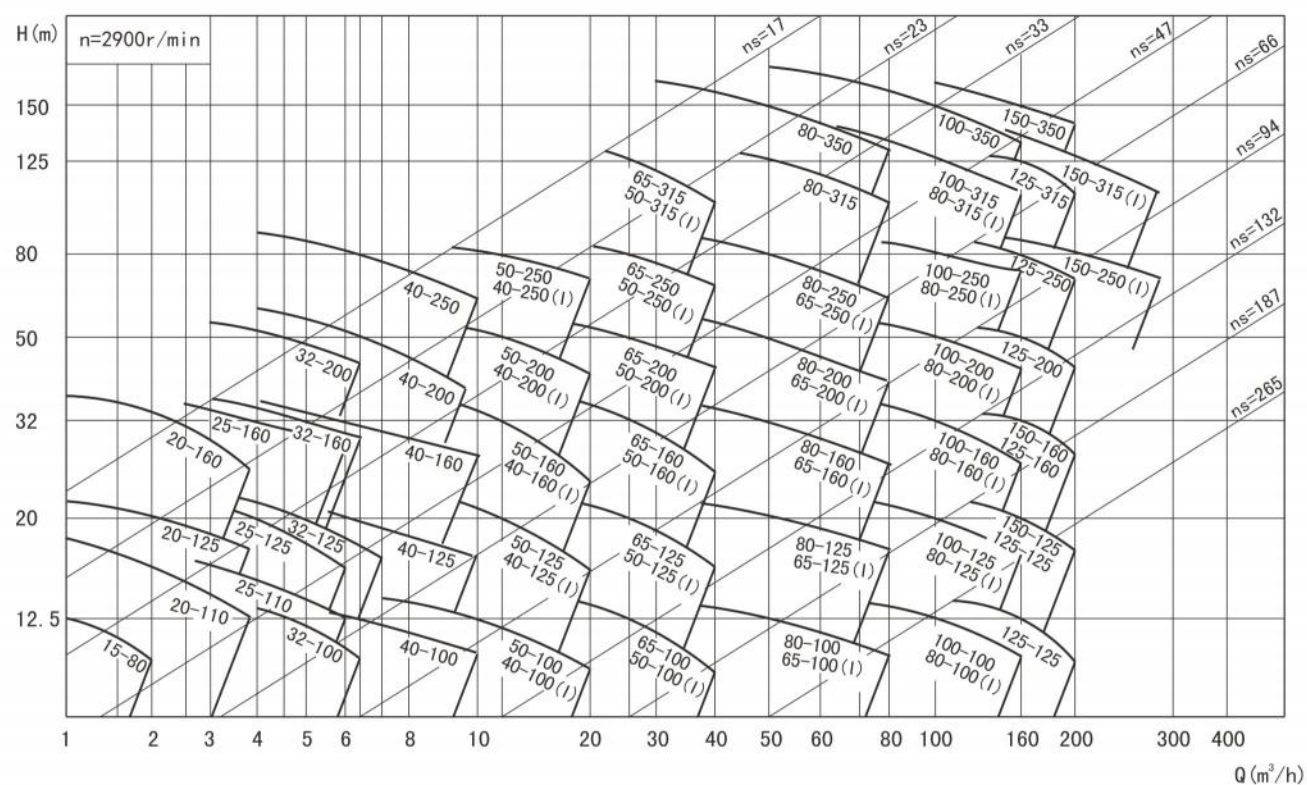 H(m)
n=2900r/min
ns=17
ns=23
ns=33
ns=47
ns=66
ns=94
ns=132
ns=187
ns=265
150
125
80
50
32
20
12.5
150-350
100-350
80-350
150-315(I)
125-315
100-315
80-315(I)
80-315
65-315
50-315(I)
150-250(I)
125-250
100-250
80-250(I)
80-250
65-250(I)
65-250
50-250(I)
50-250
40-250(I)
40-250
125-200
100-200
80-200(I)
80-200
65-200(I)
65-200
50-200(I)
50-200
40-200(I)
40-200
32-200
150-160
125-160
100-160
80-160(I)
80-160
65-160(I)
65-160
50-160(I)
50-160
40-160(I)
40-160
32-160
25-160
20-160
150-125
125-125
100-125
80-125(I)
80-125
65-125(I)
65-125
50-125(I)
50-125
40-125(I)
40-125
32-125
25-125
20-125
25-110
20-110
125-125
100-100
80-100(I)
80-100
65-100(I)
65-100
50-100(I)
50-100
40-100(I)
40-100
32-100
15-80
1 2 3 4 5 6 8 10 20 30 40 50 60 80 100 160 200 300 400
Q(m³/h)